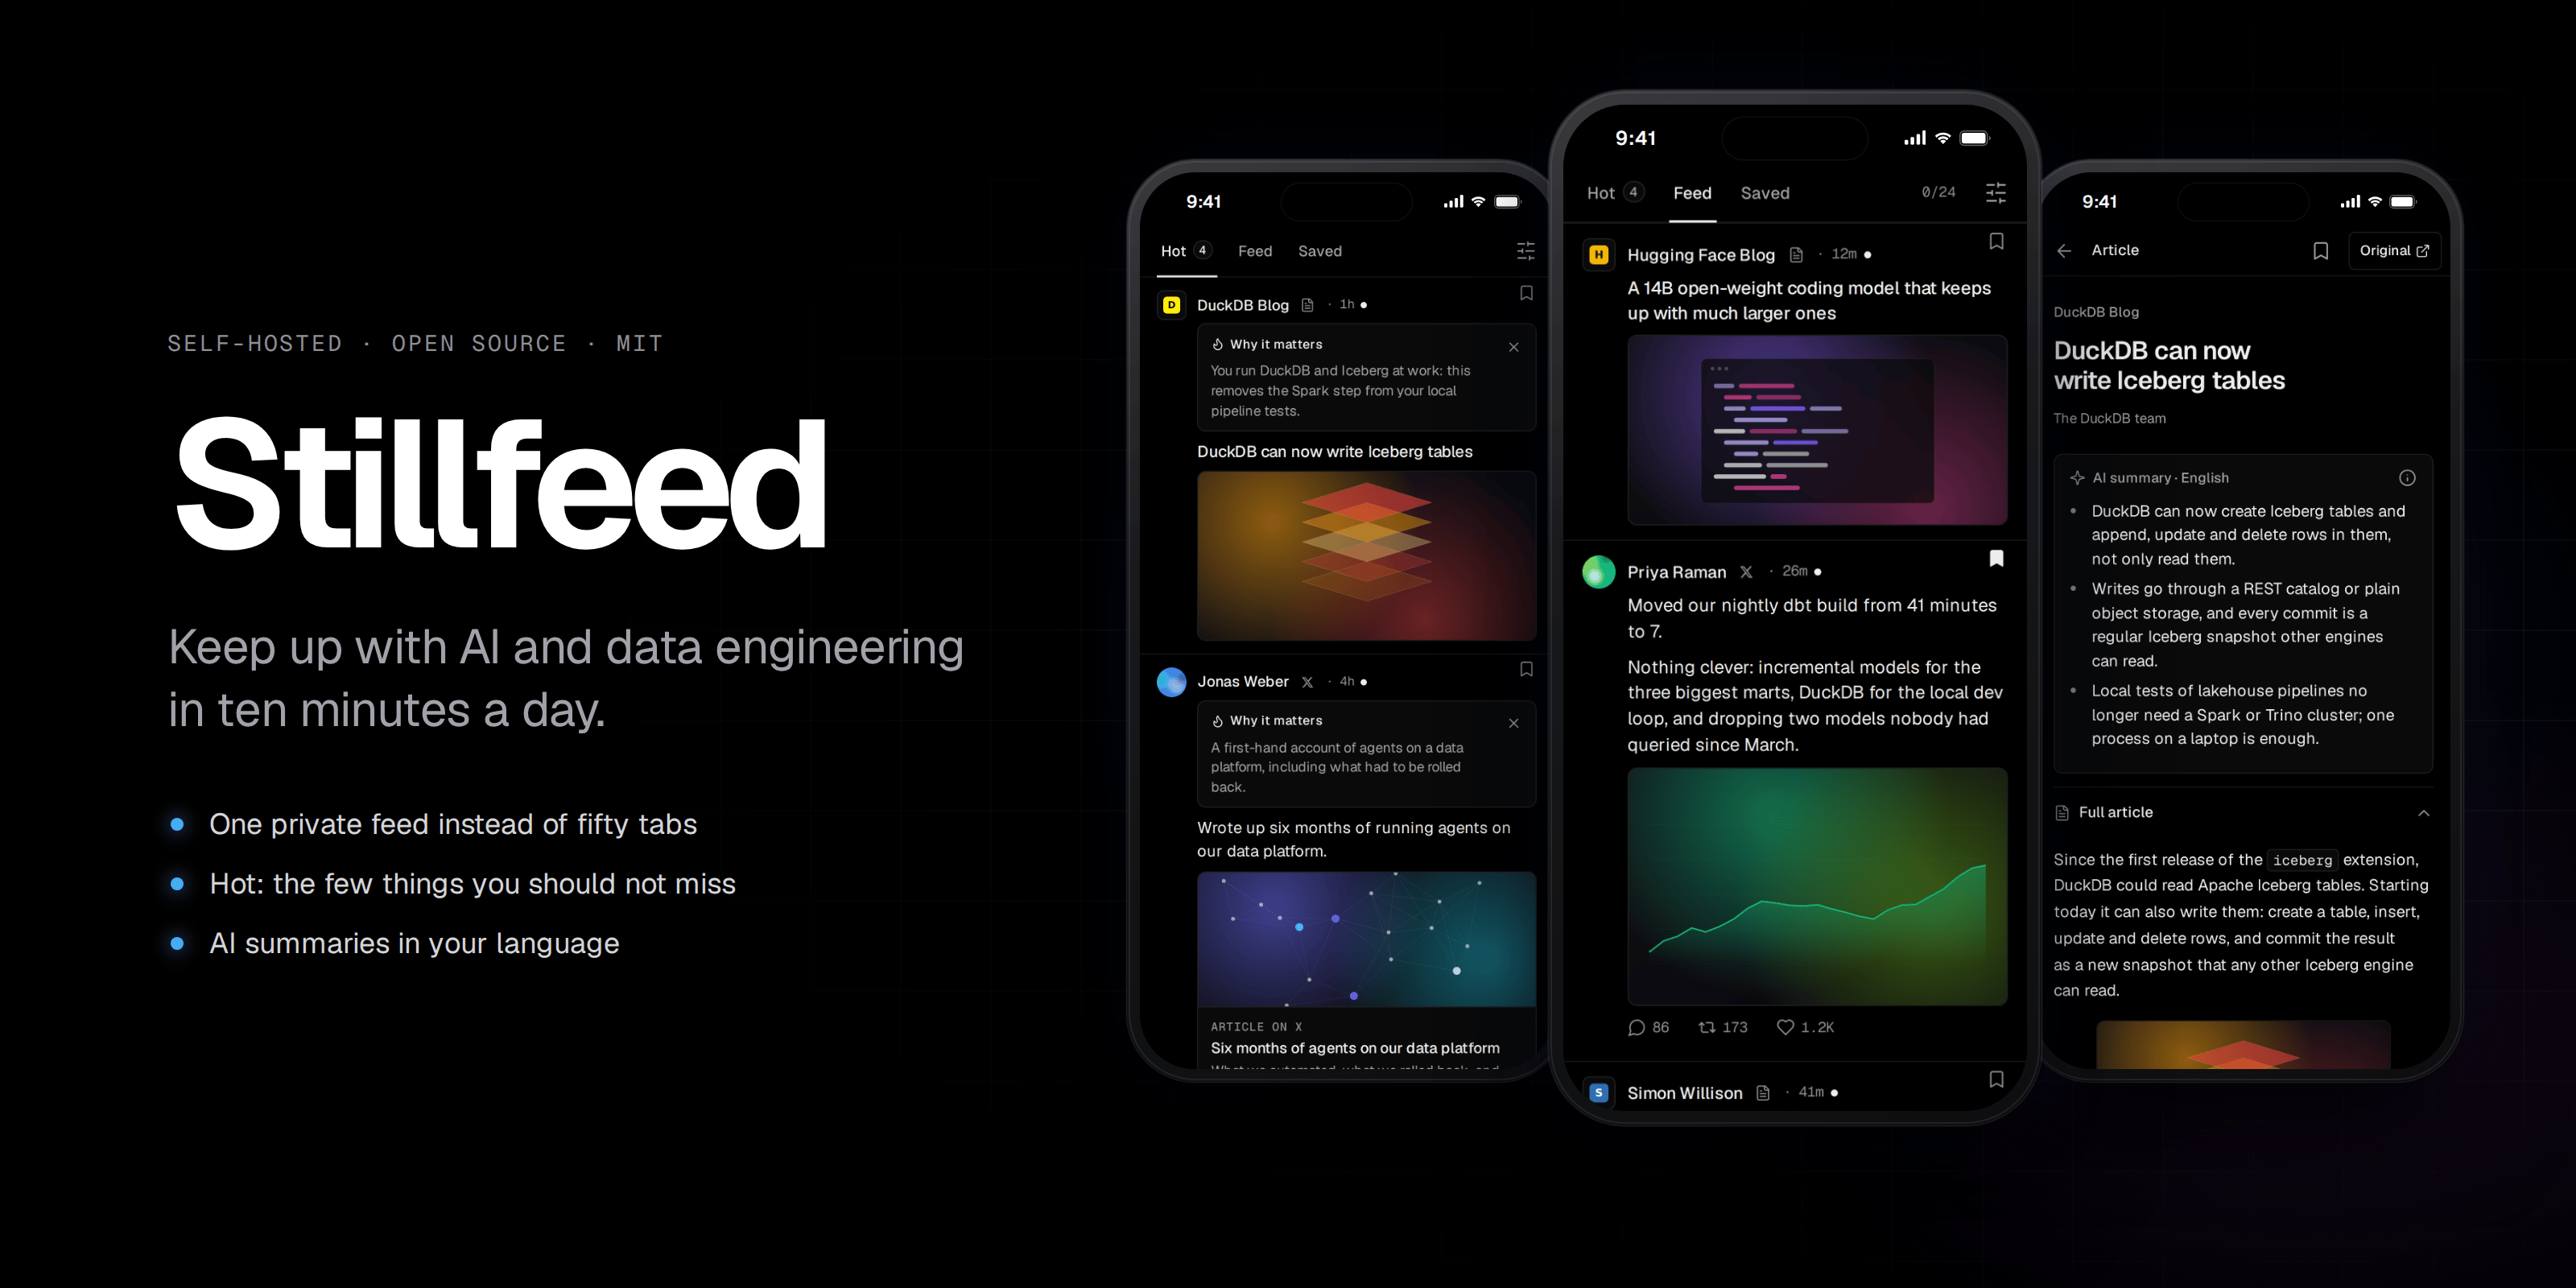 SELF-HOSTED · OPEN SOURCE · MIT
Stillfeed
Keep up with AI and data engineering
in ten minutes a day.
One private feed instead of fifty tabs
Hot: the few things you should not miss
AI summaries in your language
9:41
Hot 4 Feed Saved
D DuckDB Blog · 1h
Why it matters
You run DuckDB and Iceberg at work: this
removes the Spark step from your local
pipeline tests.
DuckDB can now write Iceberg tables
Jonas Weber X · 4h
Why it matters
A first-hand account of agents on a data
platform, including what had to be rolled
back.
Wrote up six months of running agents on
our data platform.
ARTICLE ON X
Six months of agents on our data platform
What we automated, what we rolled back, and
9:41
Hot 4 Feed Saved 0/24
H Hugging Face Blog · 12m
A 14B open-weight coding model that keeps
up with much larger ones
Priya Raman X · 26m
Moved our nightly dbt build from 41 minutes
to 7.
Nothing clever: incremental models for the
three biggest marts, DuckDB for the local dev
loop, and dropping two models nobody had
queried since March.
86 173 1.2K
S Simon Willison · 41m
9:41
Article Original
DuckDB Blog
DuckDB can now
write Iceberg tables
The DuckDB team
AI summary · English
DuckDB can now create Iceberg tables and
append, update and delete rows in them,
not only read them.
Writes go through a REST catalog or plain
object storage, and every commit is a
regular Iceberg snapshot other engines
can read.
Local tests of lakehouse pipelines no
longer need a Spark or Trino cluster; one
process on a laptop is enough.
Full article
Since the first release of the iceberg extension,
DuckDB could read Apache Iceberg tables. Starting
today it can also write them: create a table, insert,
update and delete rows, and commit the result
as a new snapshot that any other Iceberg engine
can read.